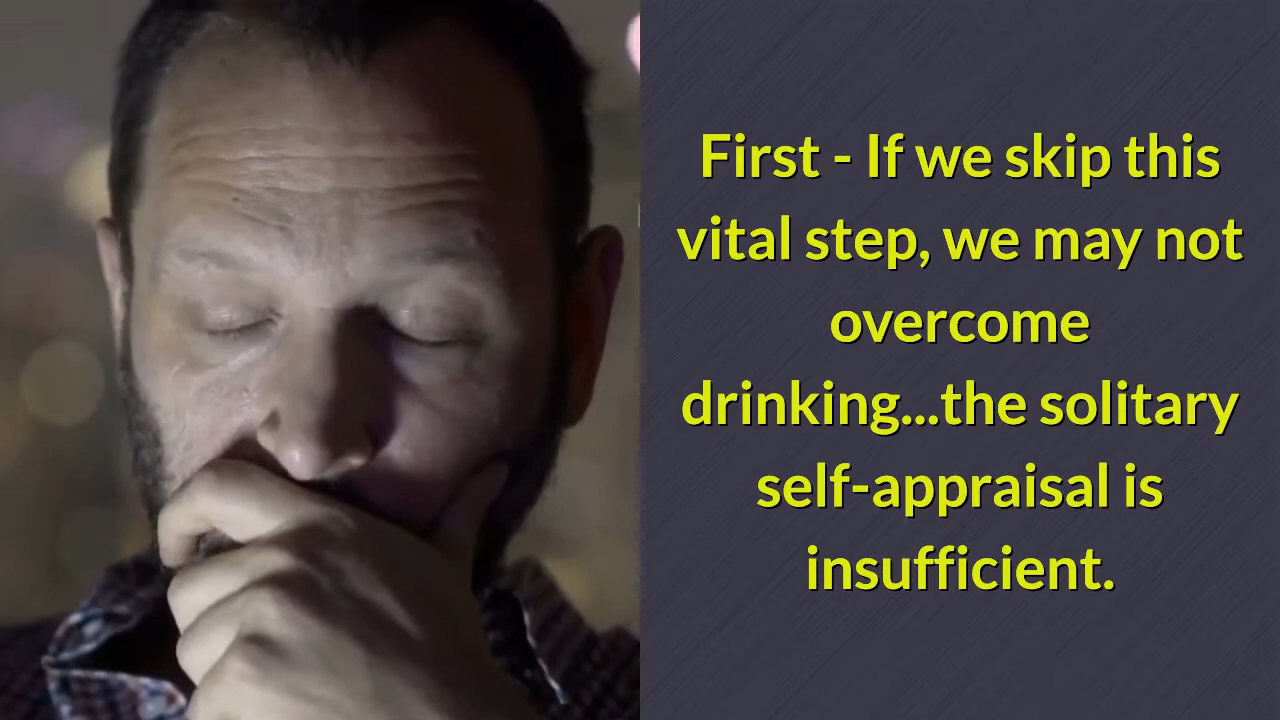 First - If we skip this
vital step, we may not
overcome
drinking...the solitary
self-appraisal is
insufficient.